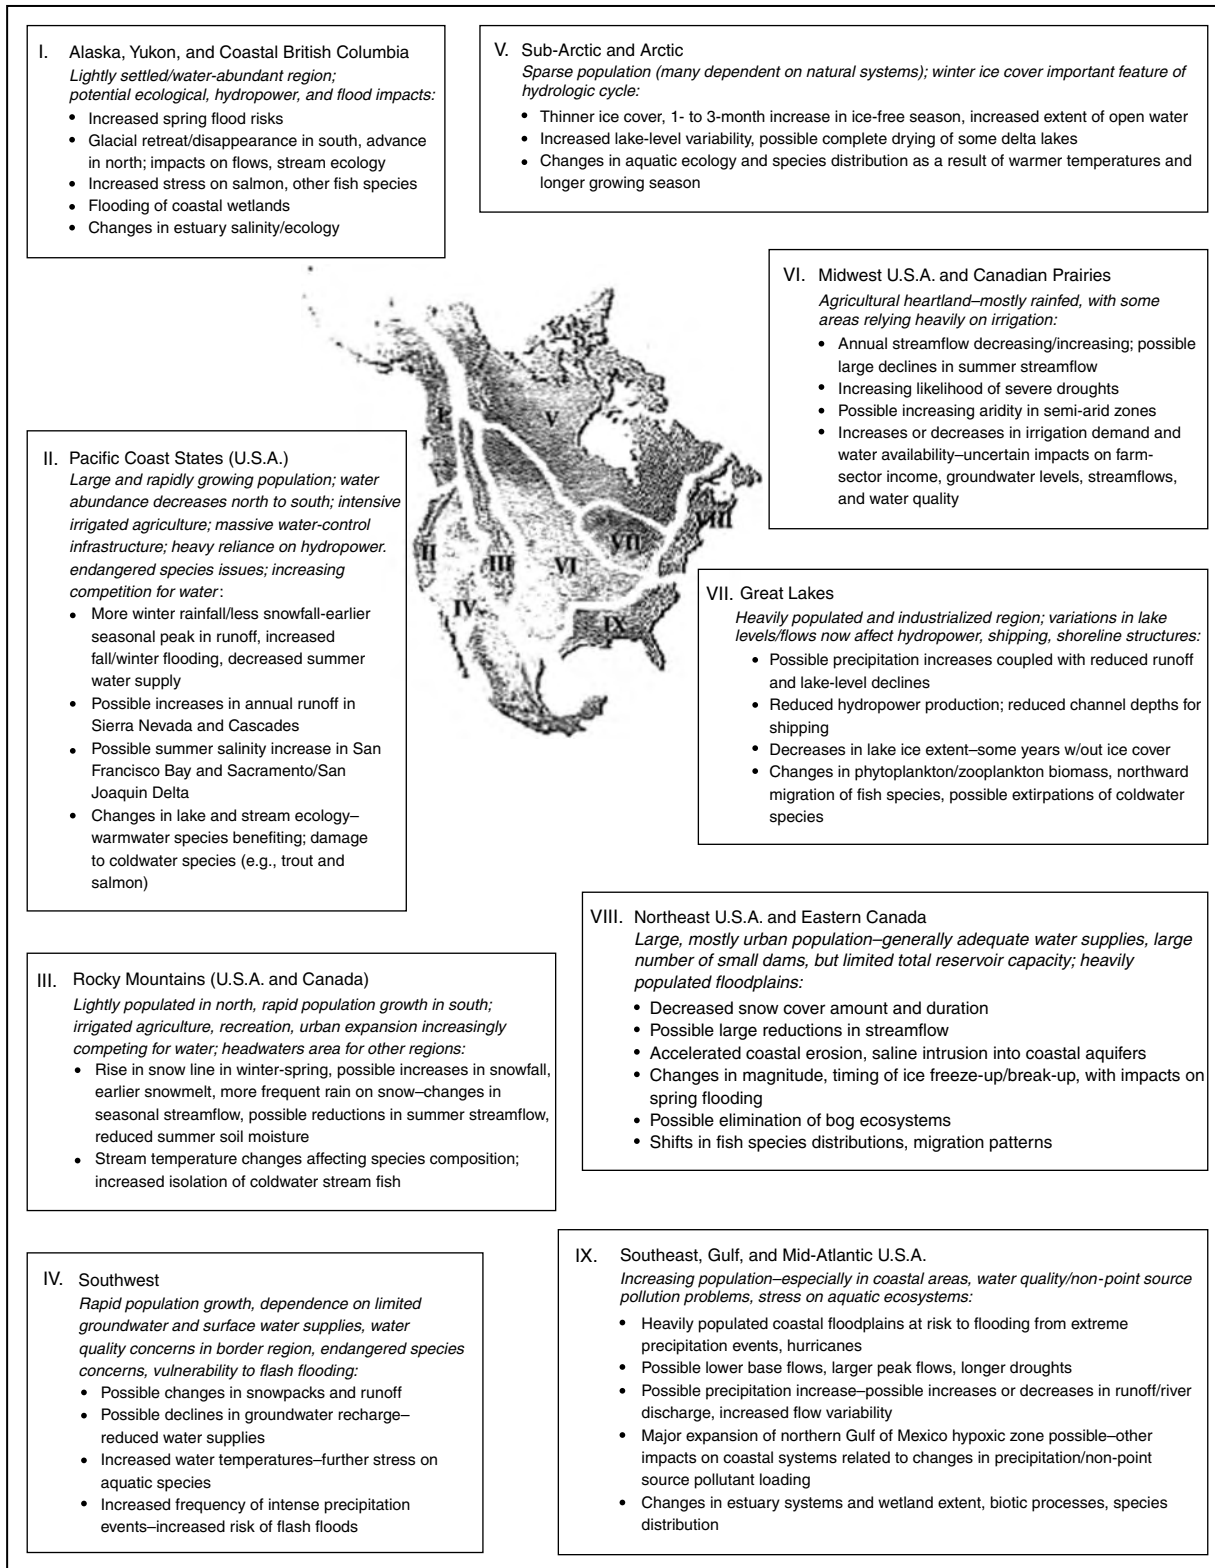 I. Alaska, Yukon, and Coastal British Columbia
Lightly settled/water-abundant region;
potential ecological, hydropower, and flood impacts:
• Increased spring flood risks
• Glacial retreat/disappearance in south, advance
in north; impacts on flows, stream ecology
• Increased stress on salmon, other fish species
• Flooding of coastal wetlands
• Changes in estuary salinity/ecology
V. Sub-Arctic and Arctic
Sparse population (many dependent on natural systems); winter ice cover important feature of
hydrologic cycle:
• Thinner ice cover, 1- to 3-month increase in ice-free season, increased extent of open water
• Increased lake-level variability, possible complete drying of some delta lakes
• Changes in aquatic ecology and species distribution as a result of warmer temperatures and
longer growing season
VI. Midwest U.S.A. and Canadian Prairies
Agricultural heartland–mostly rainfed, with some
areas relying heavily on irrigation:
• Annual streamflow decreasing/increasing; possible
large declines in summer streamflow
• Increasing likelihood of severe droughts
• Possible increasing aridity in semi-arid zones
• Increases or decreases in irrigation demand and
water availability–uncertain impacts on farm-
sector income, groundwater levels, streamflows,
and water quality
I
V
VIII
VII
II
III
VI
IV
IX
II. Pacific Coast States (U.S.A.)
Large and rapidly growing population; water
abundance decreases north to south; intensive
irrigated agriculture; massive water-control
infrastructure; heavy reliance on hydropower.
endangered species issues; increasing
competition for water:
• More winter rainfall/less snowfall-earlier
seasonal peak in runoff, increased
fall/winter flooding, decreased summer
water supply
• Possible increases in annual runoff in
Sierra Nevada and Cascades
• Possible summer salinity increase in San
Francisco Bay and Sacramento/San
Joaquin Delta
• Changes in lake and stream ecology–
warmwater species benefiting; damage
to coldwater species (e.g., trout and
salmon)
VII. Great Lakes
Heavily populated and industrialized region; variations in lake
levels/flows now affect hydropower, shipping, shoreline structures:
• Possible precipitation increases coupled with reduced runoff
and lake-level declines
• Reduced hydropower production; reduced channel depths for
shipping
• Decreases in lake ice extent–some years w/out ice cover
• Changes in phytoplankton/zooplankton biomass, northward
migration of fish species, possible extirpations of coldwater
species
VIII. Northeast U.S.A. and Eastern Canada
Large, mostly urban population–generally adequate water supplies, large
number of small dams, but limited total reservoir capacity; heavily
populated floodplains:
• Decreased snow cover amount and duration
• Possible large reductions in streamflow
• Accelerated coastal erosion, saline intrusion into coastal aquifers
• Changes in magnitude, timing of ice freeze-up/break-up, with impacts on
spring flooding
• Possible elimination of bog ecosystems
• Shifts in fish species distributions, migration patterns
III. Rocky Mountains (U.S.A. and Canada)
Lightly populated in north, rapid population growth in south;
irrigated agriculture, recreation, urban expansion increasingly
competing for water; headwaters area for other regions:
• Rise in snow line in winter-spring, possible increases in snowfall,
earlier snowmelt, more frequent rain on snow–changes in
seasonal streamflow, possible reductions in summer streamflow,
reduced summer soil moisture
• Stream temperature changes affecting species composition;
increased isolation of coldwater stream fish
IV. Southwest
Rapid population growth, dependence on limited
groundwater and surface water supplies, water
quality concerns in border region, endangered species
concerns, vulnerability to flash flooding:
• Possible changes in snowpacks and runoff
• Possible declines in groundwater recharge–
reduced water supplies
• Increased water temperatures–further stress on
aquatic species
• Increased frequency of intense precipitation
events–increased risk of flash floods
IX. Southeast, Gulf, and Mid-Atlantic U.S.A.
Increasing population–especially in coastal areas, water quality/non-point source
pollution problems, stress on aquatic ecosystems:
• Heavily populated coastal floodplains at risk to flooding from extreme
precipitation events, hurricanes
• Possible lower base flows, larger peak flows, longer droughts
• Possible precipitation increase–possible increases or decreases in runoff/river
discharge, increased flow variability
• Major expansion of northern Gulf of Mexico hypoxic zone possible–other
impacts on coastal systems related to changes in precipitation/non-point
source pollutant loading
• Changes in estuary systems and wetland extent, biotic processes, species
distribution